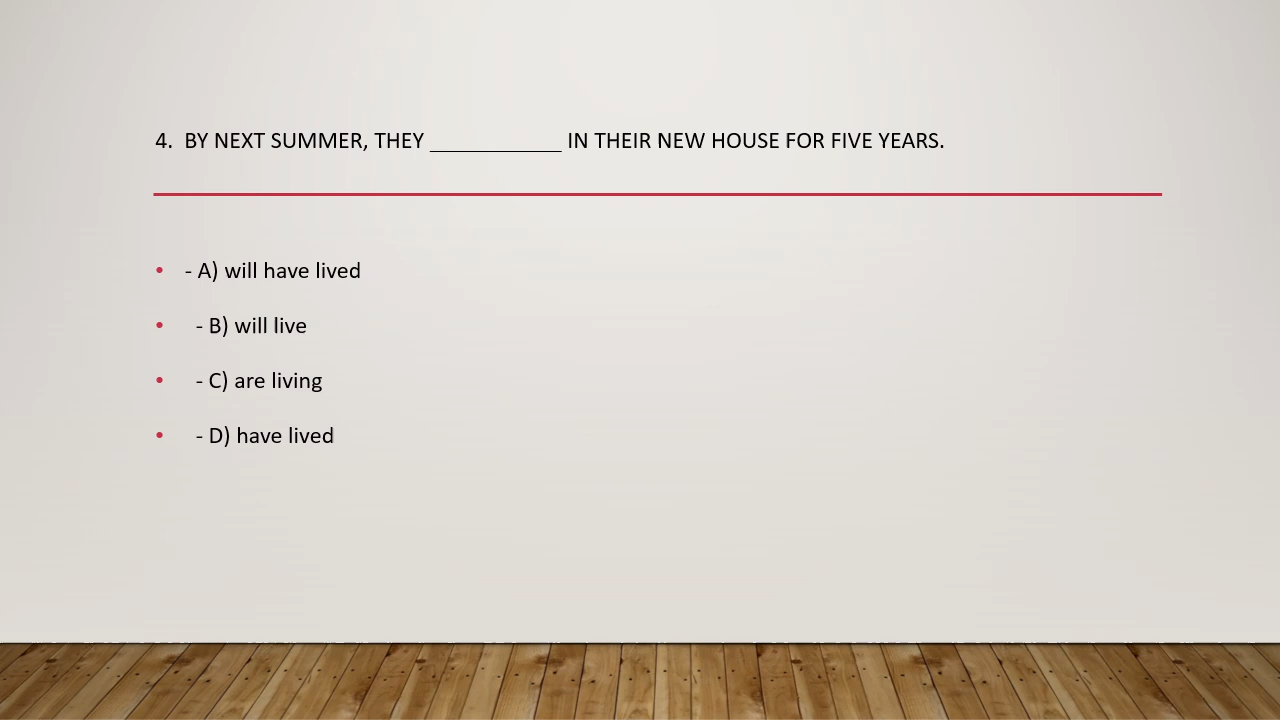 4. BY NEXT SUMMER, THEY ___________ IN THEIR NEW HOUSE FOR FIVE YEARS.
• - A) will have lived
• - B) will live
• - C) are living
• - D) have lived